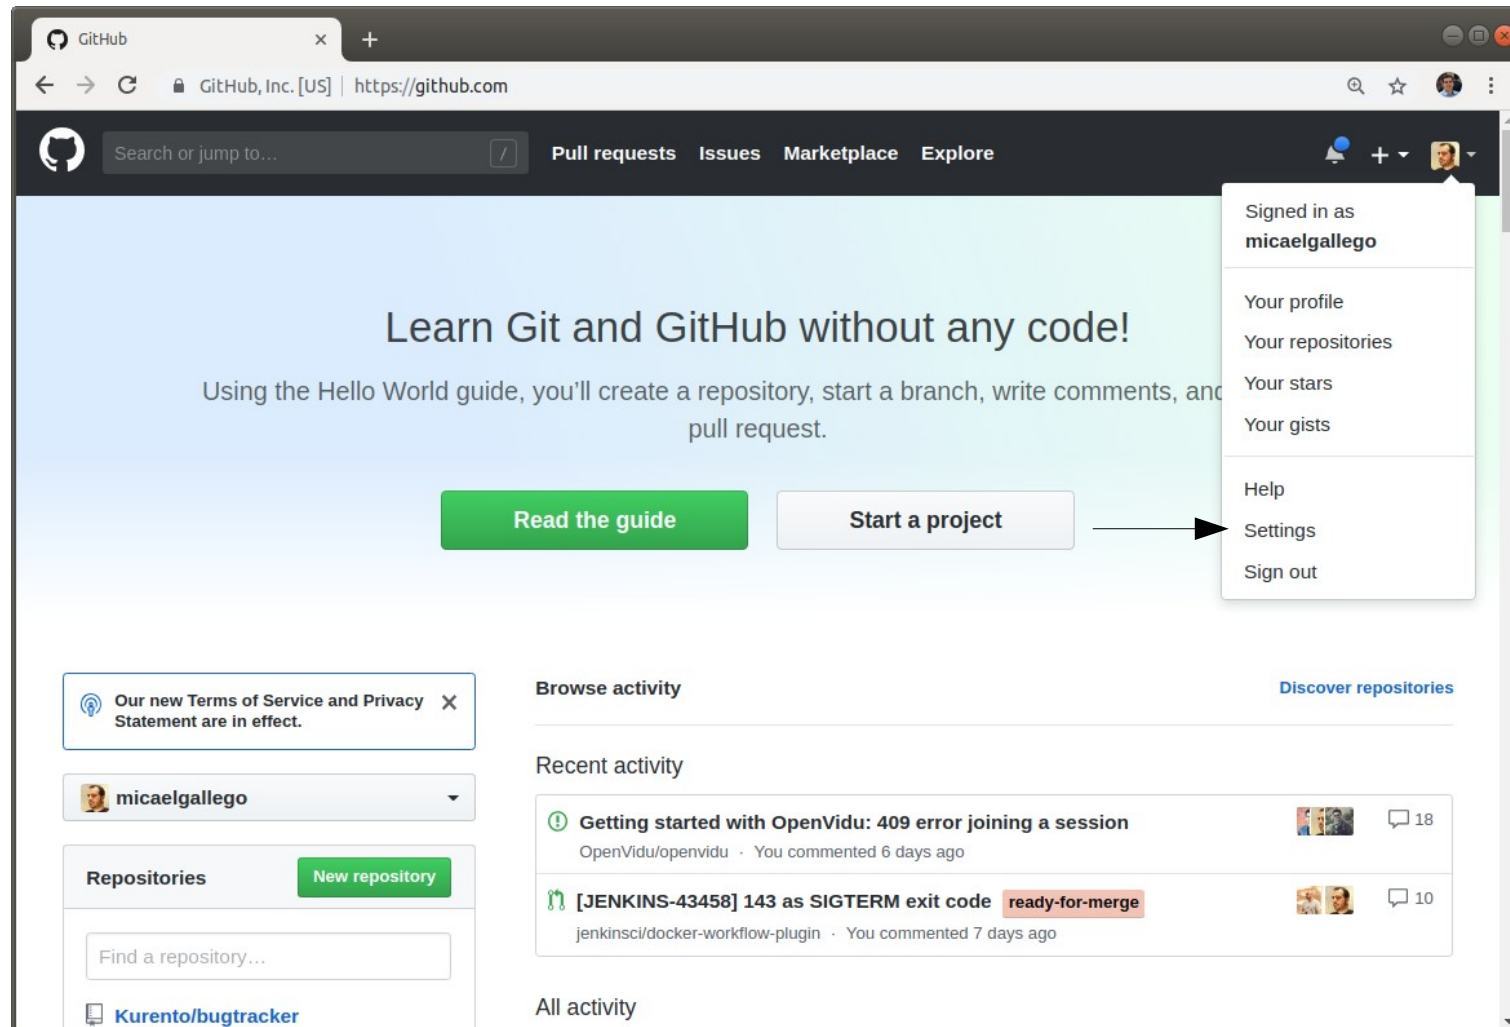 GitHub
GitHub, Inc. [US] https://github.com
Search or jump to…
/
Pull requests Issues Marketplace Explore
Signed in as
micaelgallego
Your profile
Your repositories
Your stars
Your gists
Help
Settings
Sign out
Learn Git and GitHub without any code!
Using the Hello World guide, you’ll create a repository, start a branch, write comments, and
pull request.
Read the guide
Start a project
Our new Terms of Service and Privacy
Statement are in effect.
micaelgallego
Repositories
New repository
Find a repository…
Kurento/bugtracker
Browse activity
Discover repositories
Recent activity
Getting started with OpenVidu: 409 error joining a session
18
OpenVidu/openvidu · You commented 6 days ago
[JENKINS-43458] 143 as SIGTERM exit code ready-for-merge
10
jenkinsci/docker-workflow-plugin · You commented 7 days ago
All activity